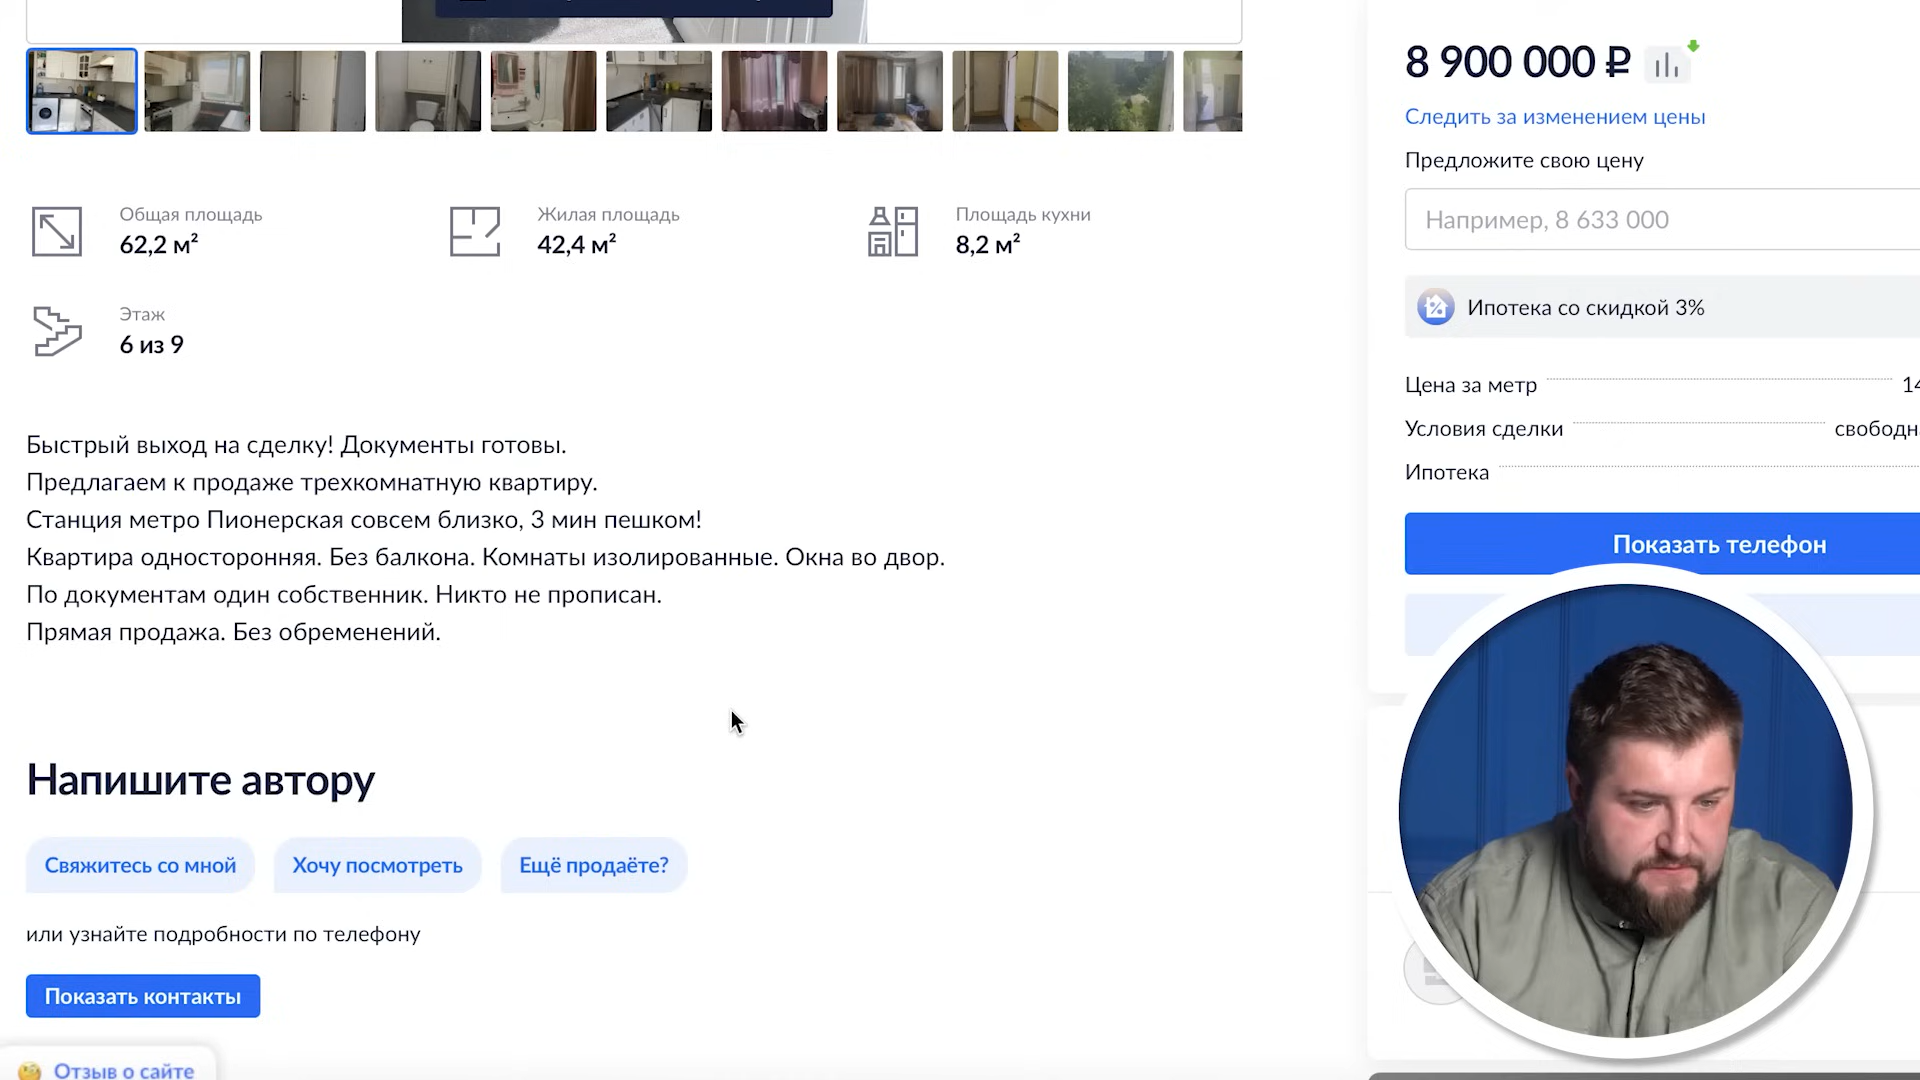 8 900 000 ₽
Следить за изменением цены
Предложите свою цену
Например, 8 633 000
Ипотека со скидкой 3%
Цена за метр
Условия сделки
Ипотека
Показать телефон
Общая площадь
62,2 м²
Жилая площадь
42,4 м²
Площадь кухни
8,2 м²
Этаж
6 из 9
Быстрый выход на сделку! Документы готовы.
Предлагаем к продаже трехкомнатную квартиру.
Станция метро Пионерская совсем близко, 3 мин пешком!
Квартира односторонняя. Без балкона. Комнаты изолированные. Окна во двор.
По документам один собственник. Никто не прописан.
Прямая продажа. Без обременений.
Напишите автору
Свяжитесь со мной
Хочу посмотреть
Ещё продаёте?
или узнайте подробности по телефону
Показать контакты
Отзыв о сайте